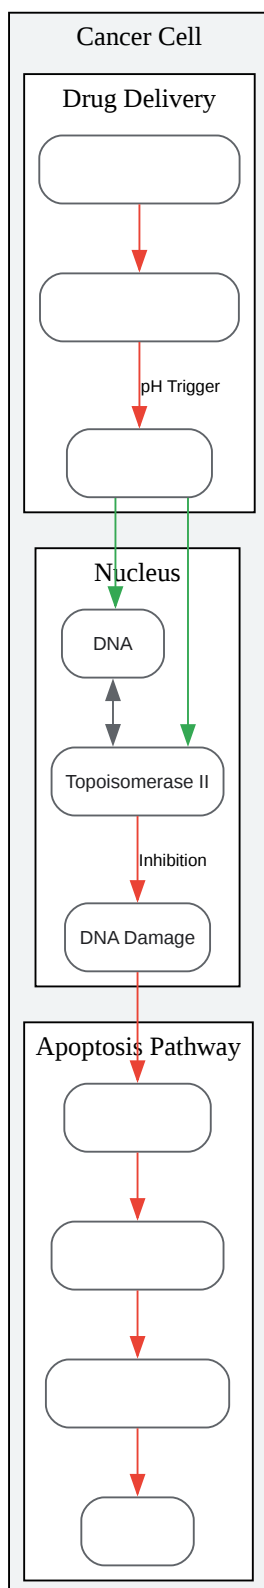 Cancer Cell
Drug Delivery
pH Trigger
Nucleus
DNA
Topoisomerase II
Inhibition
DNA Damage
Apoptosis Pathway